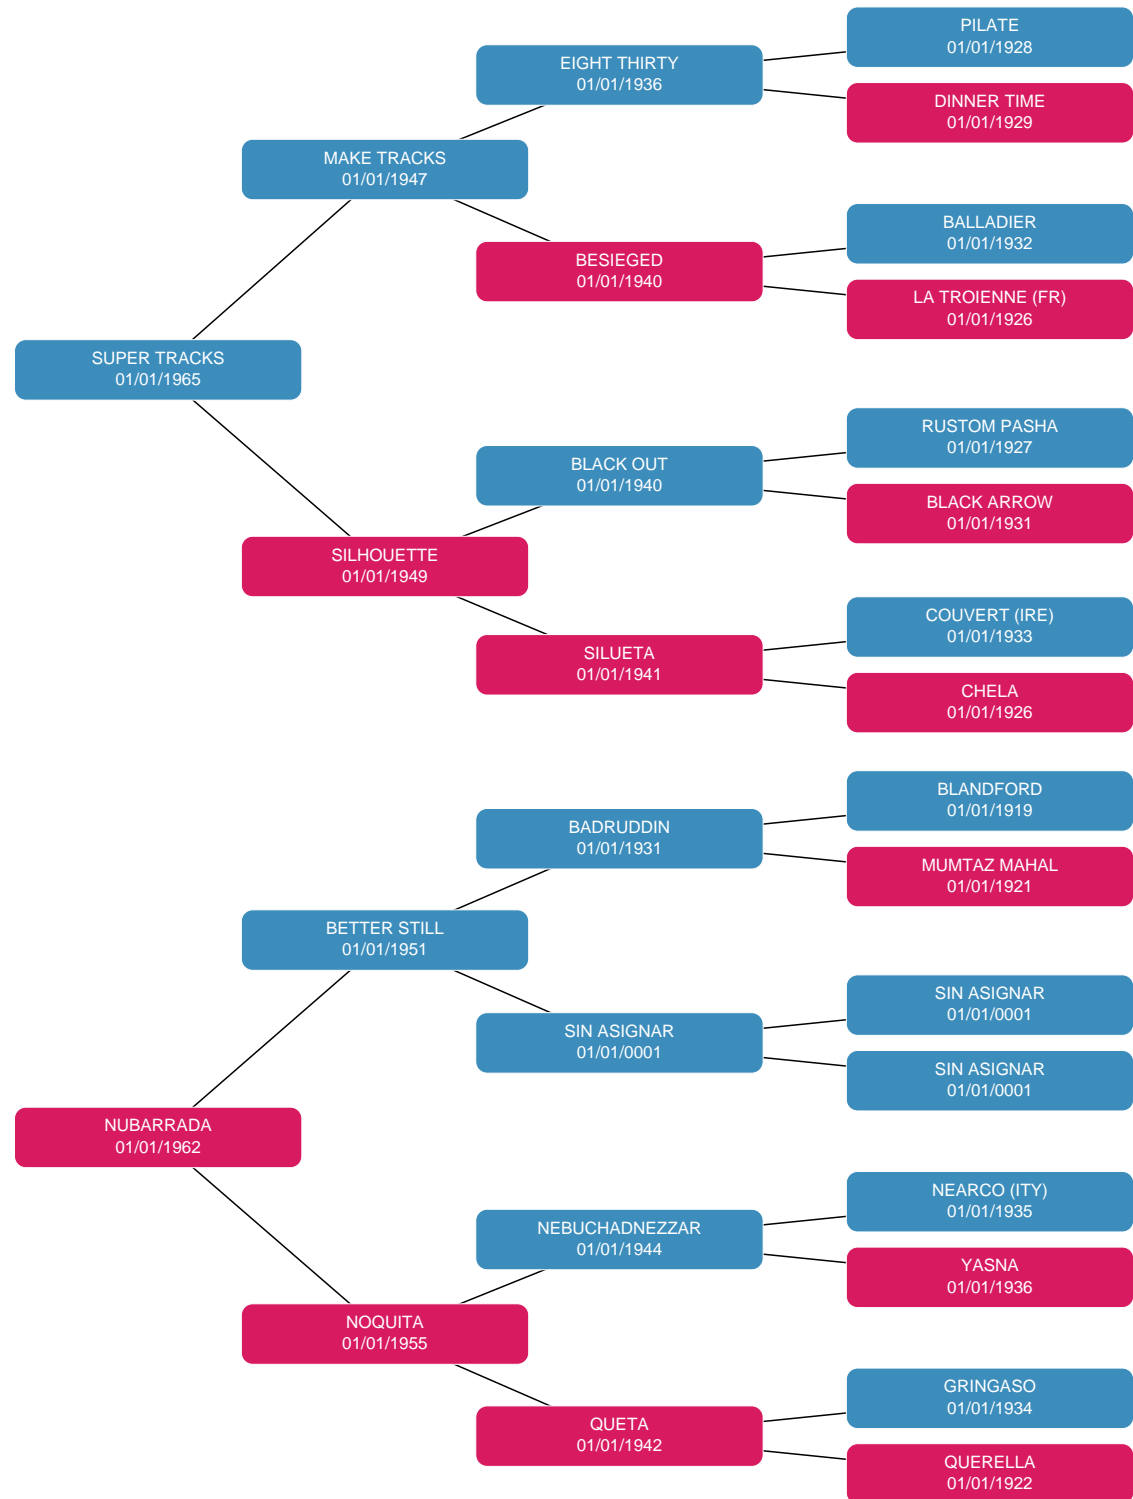 PILATE
01/01/1928
EIGHT THIRTY
01/01/1936
DINNER TIME
01/01/1929
MAKE TRACKS
01/01/1947
BALLADIER
01/01/1932
BESIEGED
01/01/1940
LA TROIENNE (FR)
01/01/1926
SUPER TRACKS
01/01/1965
RUSTOM PASHA
01/01/1927
BLACK OUT
01/01/1940
BLACK ARROW
01/01/1931
SILHOUETTE
01/01/1949
COUVERT (IRE)
01/01/1933
SILUETA
01/01/1941
CHELA
01/01/1926
BLANDFORD
01/01/1919
BADRUDDIN
01/01/1931
MUMTAZ MAHAL
01/01/1921
BETTER STILL
01/01/1951
SIN ASIGNAR
01/01/0001
SIN ASIGNAR
01/01/0001
SIN ASIGNAR
01/01/0001
NUBARRADA
01/01/1962
NEARCO (ITY)
01/01/1935
NEBUCHADNEZZAR
01/01/1944
YASNA
01/01/1936
NOQUITA
01/01/1955
GRINGASO
01/01/1934
QUETA
01/01/1942
QUERELLA
01/01/1922